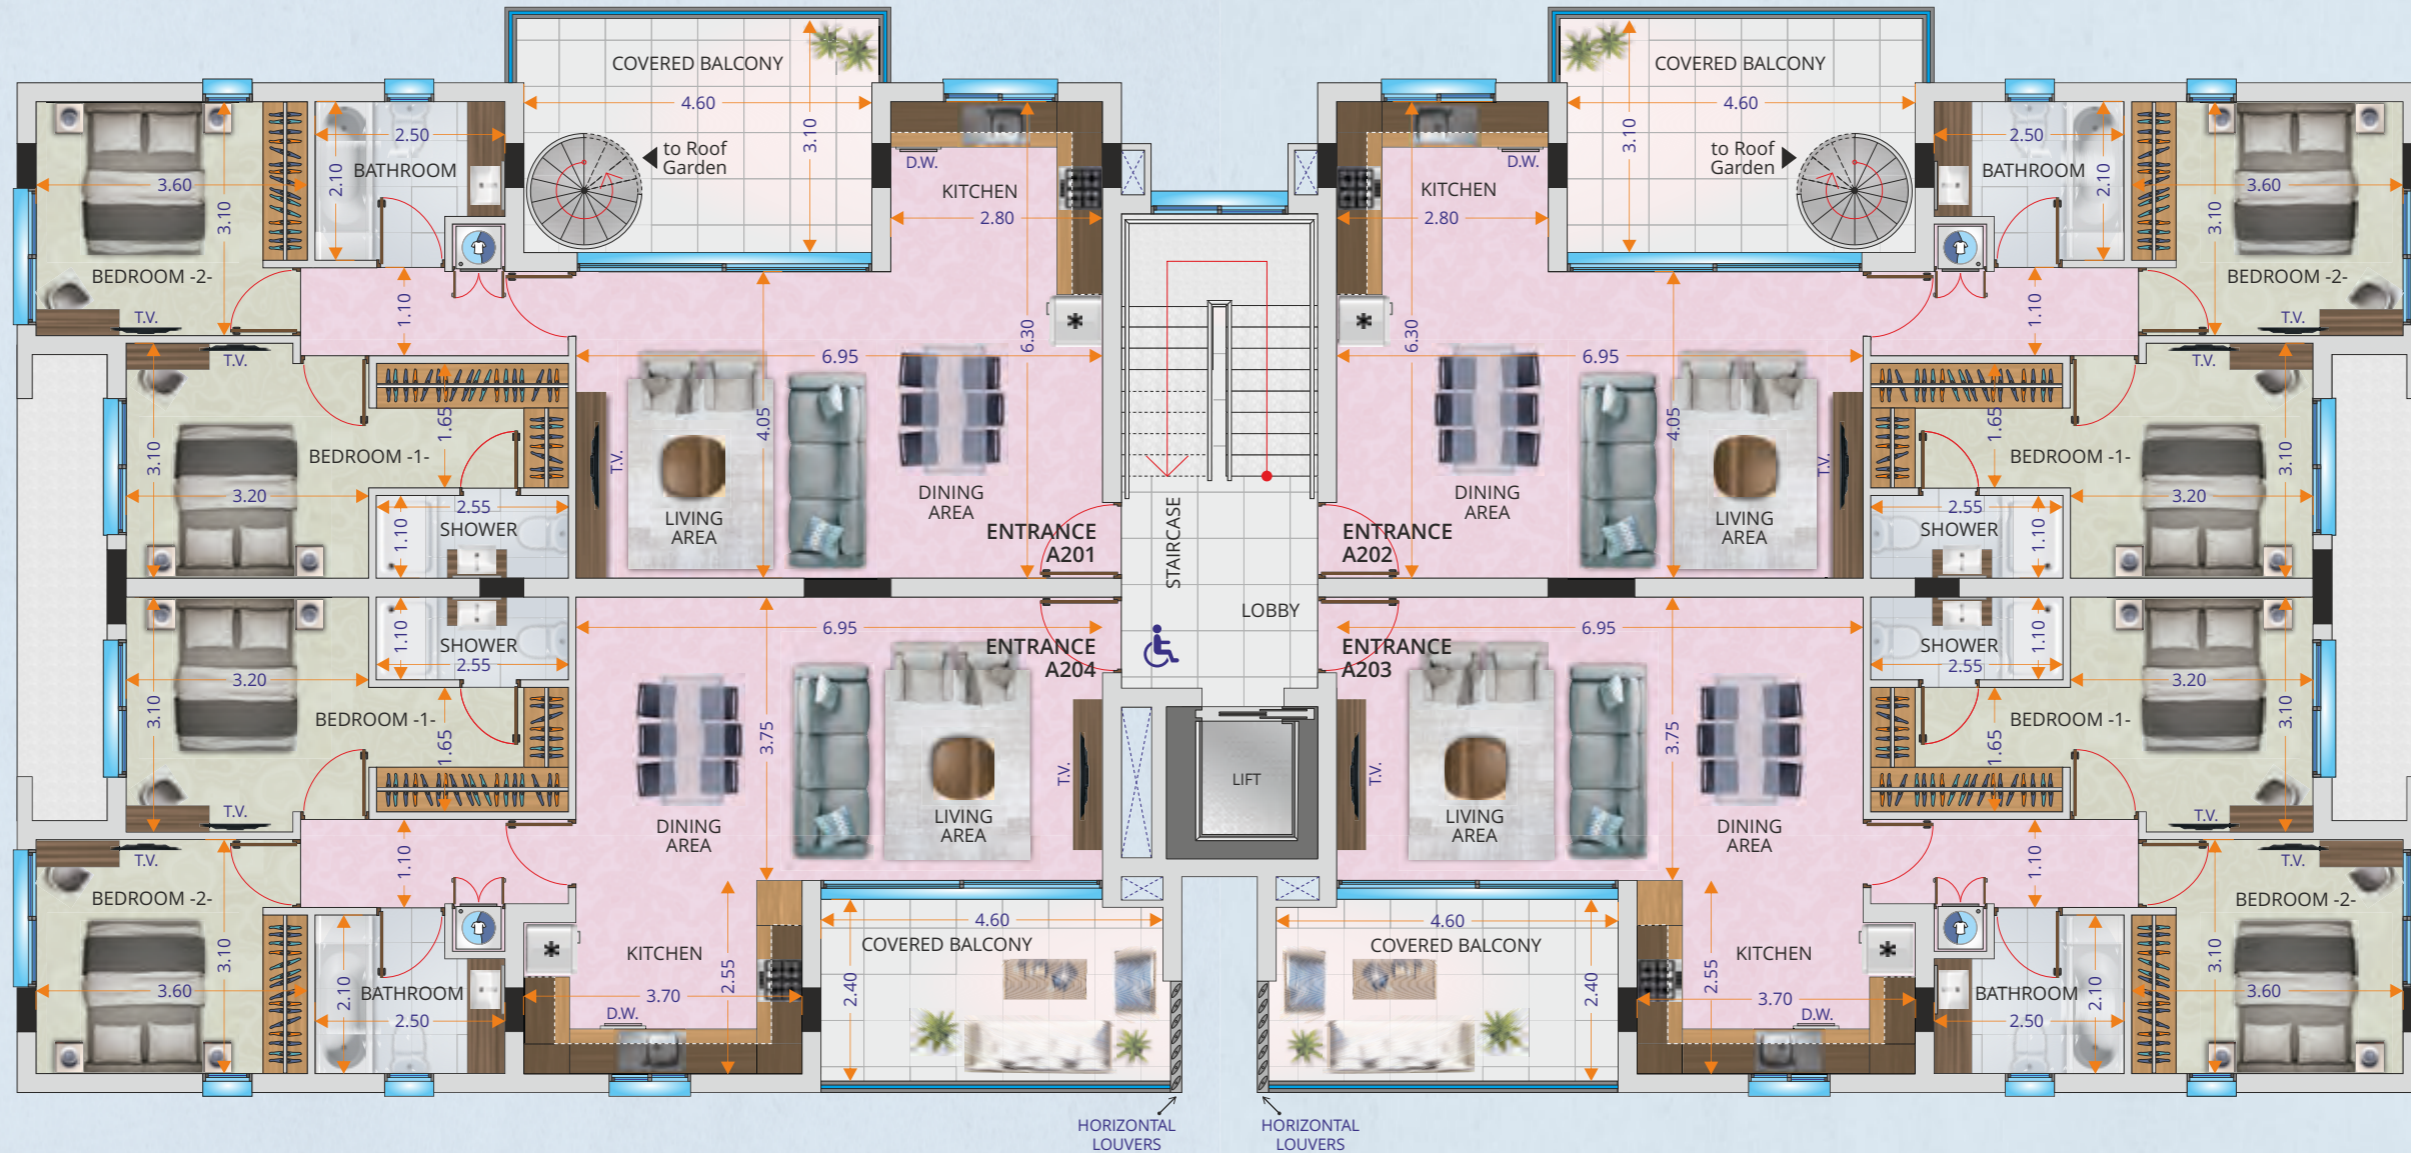 COVERED BALCONY
4.60
3.10
to Roof
Garden
2.50
2.10
BATHROOM
3.60
3.10
BEDROOM -2-
T.V.
D.W.
KITCHEN
2.80
6.30
1.10
6.95
4.05
T.V.
3.10
1.65
BEDROOM -1-
3.20
2.55
1.10
SHOWER
T.V.
LIVING
AREA
DINING
AREA
ENTRANCE
A201
COVERED BALCONY
4.60
3.10
to Roof
Garden
2.50
2.10
BATHROOM
3.60
3.10
BEDROOM -2-
T.V.
D.W.
KITCHEN
2.80
6.30
1.10
6.95
4.05
T.V.
1.65
BEDROOM -1-
3.10
3.20
2.55
SHOWER
1.10
T.V.
DINING
AREA
LIVING
AREA
ENTRANCE
A202
STAIRCASE
LOBBY
LIFT
1.10
SHOWER
2.55
3.20
3.10
BEDROOM -1-
1.65
T.V.
6.95
3.75
ENTRANCE
A204
T.V.
LIVING
AREA
DINING
AREA
1.10
T.V.
BEDROOM -2-
3.10
3.60
2.10
BATHROOM
2.50
KITCHEN
2.55
3.70
D.W.
4.60
COVERED BALCONY
2.40
6.95
3.75
ENTRANCE
A203
T.V.
LIVING
AREA
DINING
AREA
SHOWER
2.55
1.10
3.20
3.10
BEDROOM -1-
1.65
T.V.
1.10
T.V.
BEDROOM -2-
3.10
3.60
4.60
COVERED BALCONY
2.40
KITCHEN
2.55
3.70
D.W.
BATHROOM
2.10
2.50
HORIZONTAL
LOUVERS
HORIZONTAL
LOUVERS